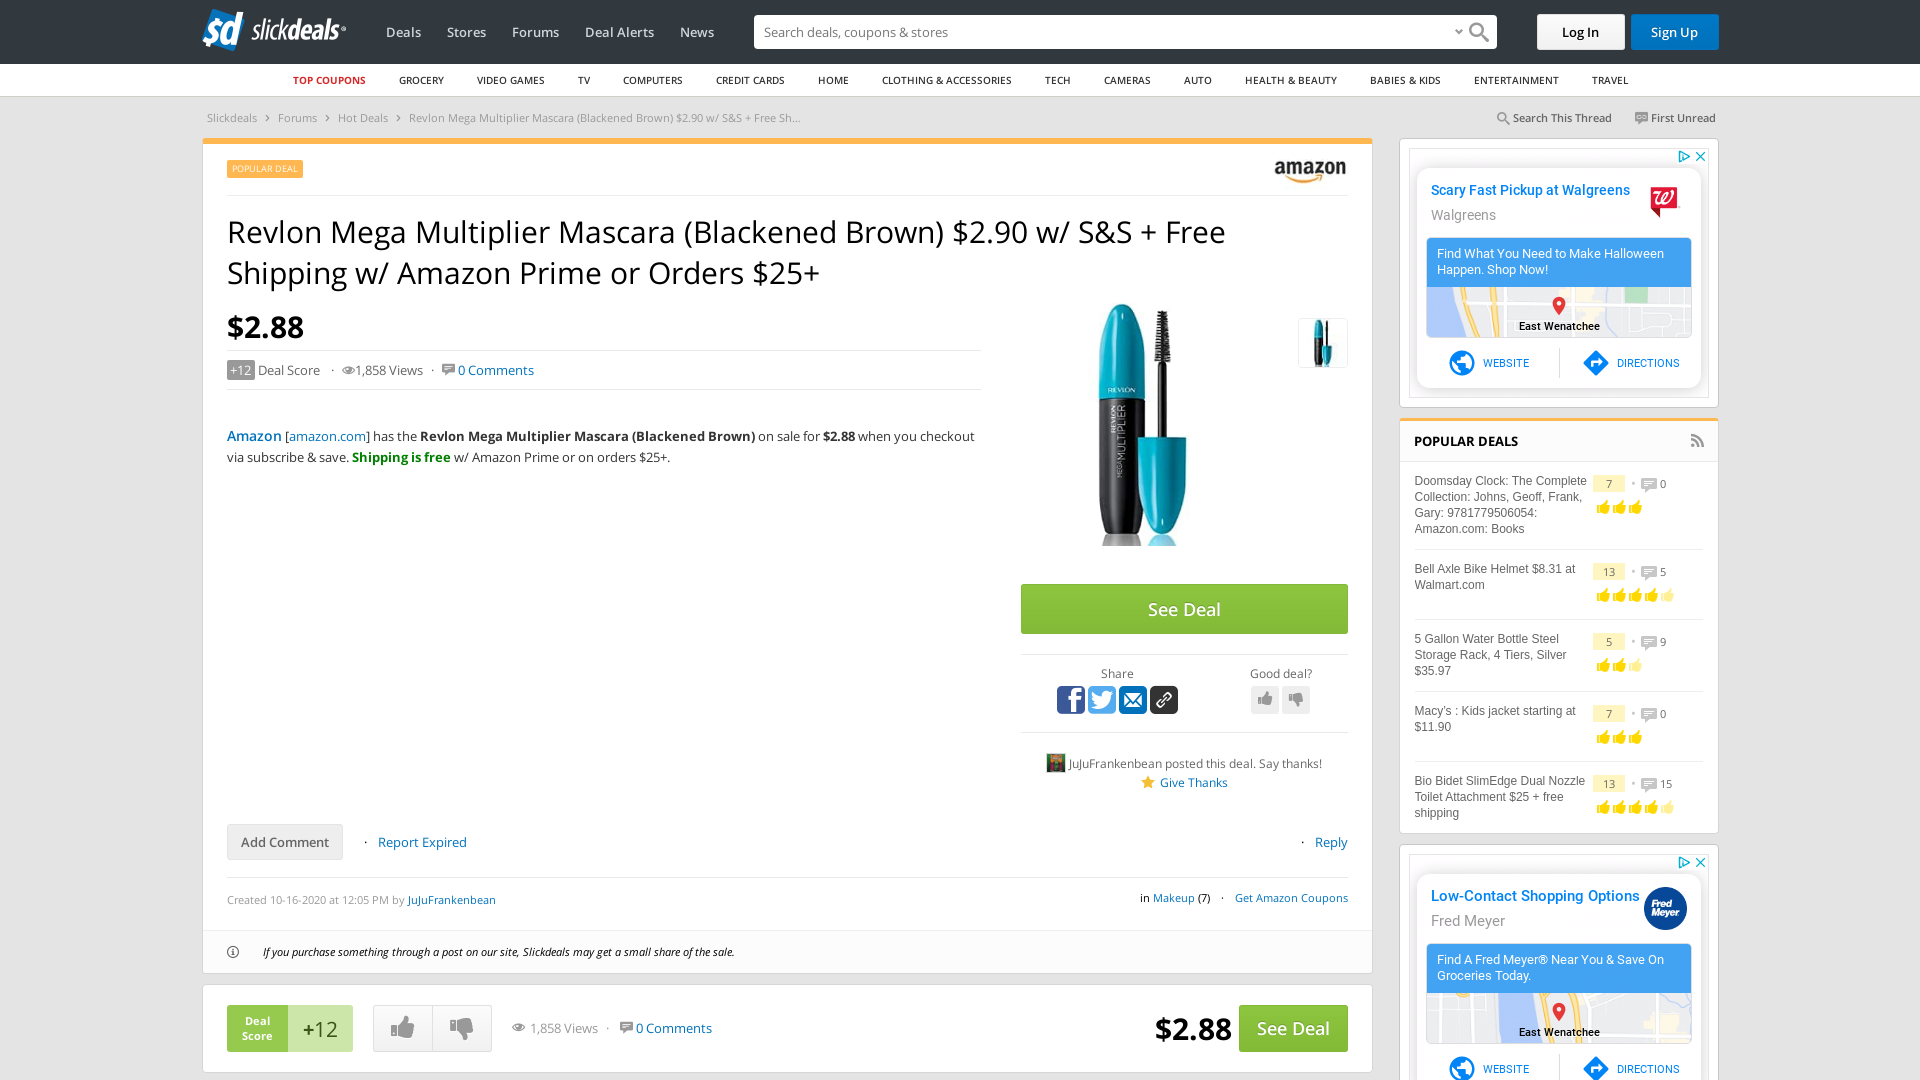 sd slickdeals
Deals Stores Forums Deal Alerts News
Search deals, coupons & stores
Log In Sign Up
TOP COUPONS GROCERY VIDEO GAMES TV COMPUTERS CREDIT CARDS HOME CLOTHING & ACCESSORIES TECH CAMERAS AUTO HEALTH & BEAUTY BABIES & KIDS ENTERTAINMENT TRAVEL
Slickdeals > Forums > Hot Deals > Revlon Mega Multiplier Mascara (Blackened Brown) $2.90 w/ S&S + Free Sh...
Search This Thread First Unread
POPULAR DEAL
amazon
Revlon Mega Multiplier Mascara (Blackened Brown) $2.90 w/ S&S + Free
Shipping w/ Amazon Prime or Orders $25+
$2.88
+12 Deal Score · 1,858 Views · 0 Comments
Amazon [amazon.com] has the Revlon Mega Multiplier Mascara (Blackened Brown) on sale for $2.88 when you checkout
via subscribe & save. Shipping is free w/ Amazon Prime or on orders $25+.
REVLON
REVLON
MEGA MULTIPLIER
See Deal
Share
Good deal?
JuJuFrankenbean posted this deal. Say thanks!
Give Thanks
Add Comment · Report Expired
· Reply
Created 10-16-2020 at 12:05 PM by JuJuFrankenbean
in Makeup (7) · Get Amazon Coupons
If you purchase something through a post on our site, Slickdeals may get a small share of the sale.
Deal
Score
+12
1,858 Views · 0 Comments
$2.88
See Deal
Scary Fast Pickup at Walgreens
Walgreens
W
Find What You Need to Make Halloween
Happen. Shop Now!
East Wenatchee
WEBSITE DIRECTIONS
POPULAR DEALS
Doomsday Clock: The Complete
Collection: Johns, Geoff, Frank,
Gary: 9781779506054:
Amazon.com: Books
7 • 0
Bell Axle Bike Helmet $8.31 at
Walmart.com
13 • 5
5 Gallon Water Bottle Steel
Storage Rack, 4 Tiers, Silver
$35.97
5 • 9
Macy's : Kids jacket starting at
$11.90
7 • 0
Bio Bidet SlimEdge Dual Nozzle
Toilet Attachment $25 + free
shipping
13 • 15
Low-Contact Shopping Options
Fred Meyer
Fred
Meyer
Find A Fred Meyer® Near You & Save On
Groceries Today.
East Wenatchee
WEBSITE DIRECTIONS